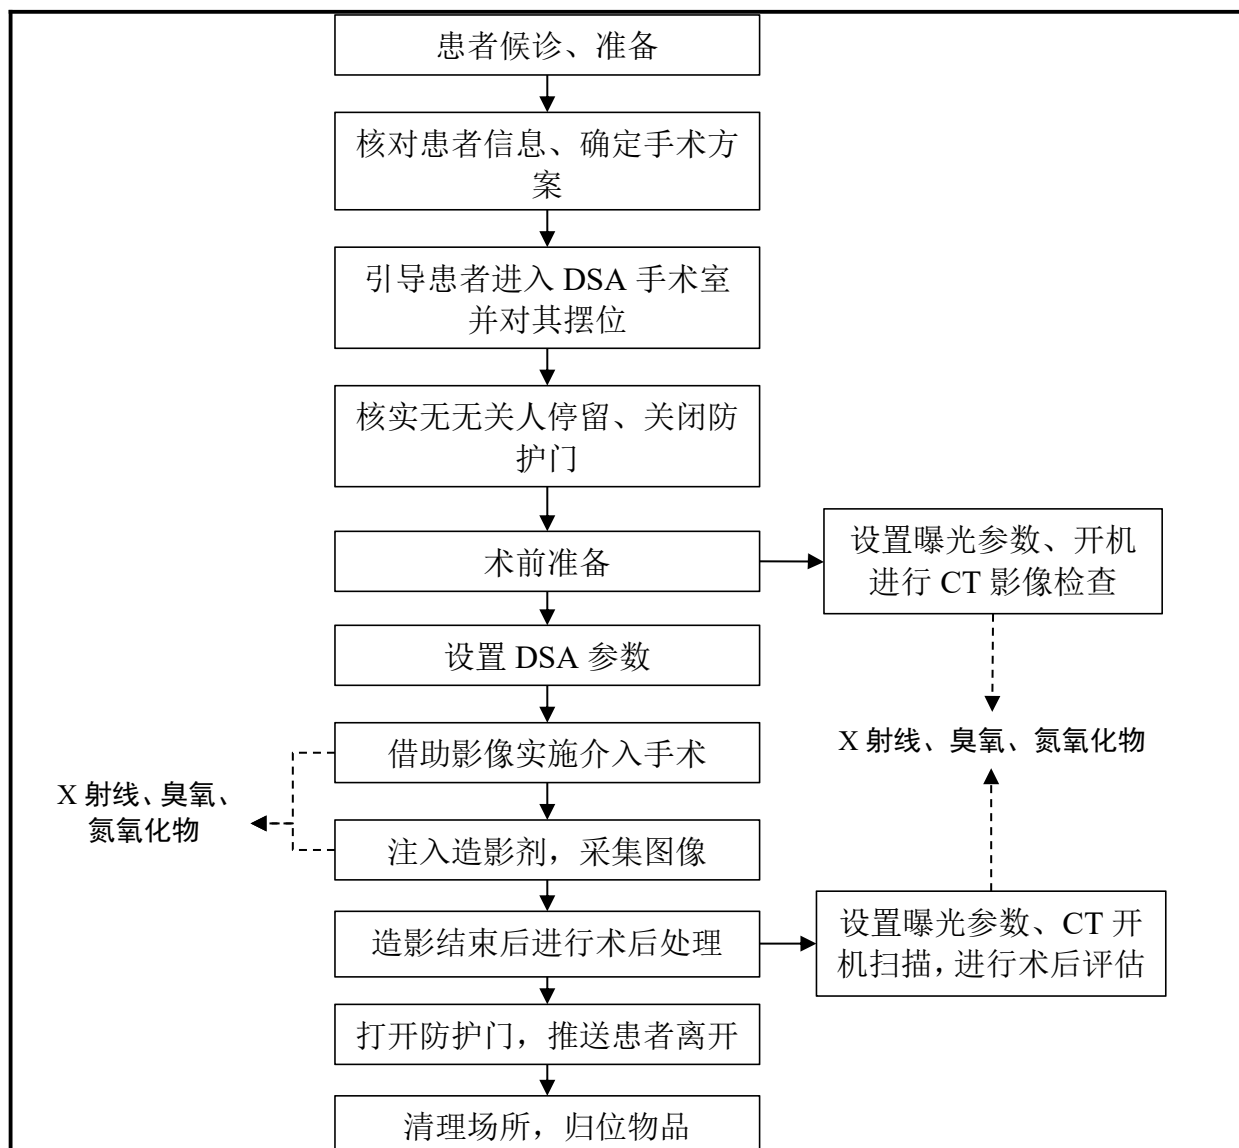 患者候诊、准备
核对患者信息、确定手术方
案
引导患者进入 DSA 手术室
并对其摆位
核实无无关人停留、关闭防
护门
术前准备
设置曝光参数、开机
进行 CT 影像检查
设置 DSA 参数
借助影像实施介入手术
X 射线、臭氧、氮氧化物
X 射线、臭氧、
氮氧化物
注入造影剂，采集图像
造影结束后进行术后处理
设置曝光参数、CT 开
机扫描，进行术后评估
打开防护门，推送患者离开
清理场所，归位物品